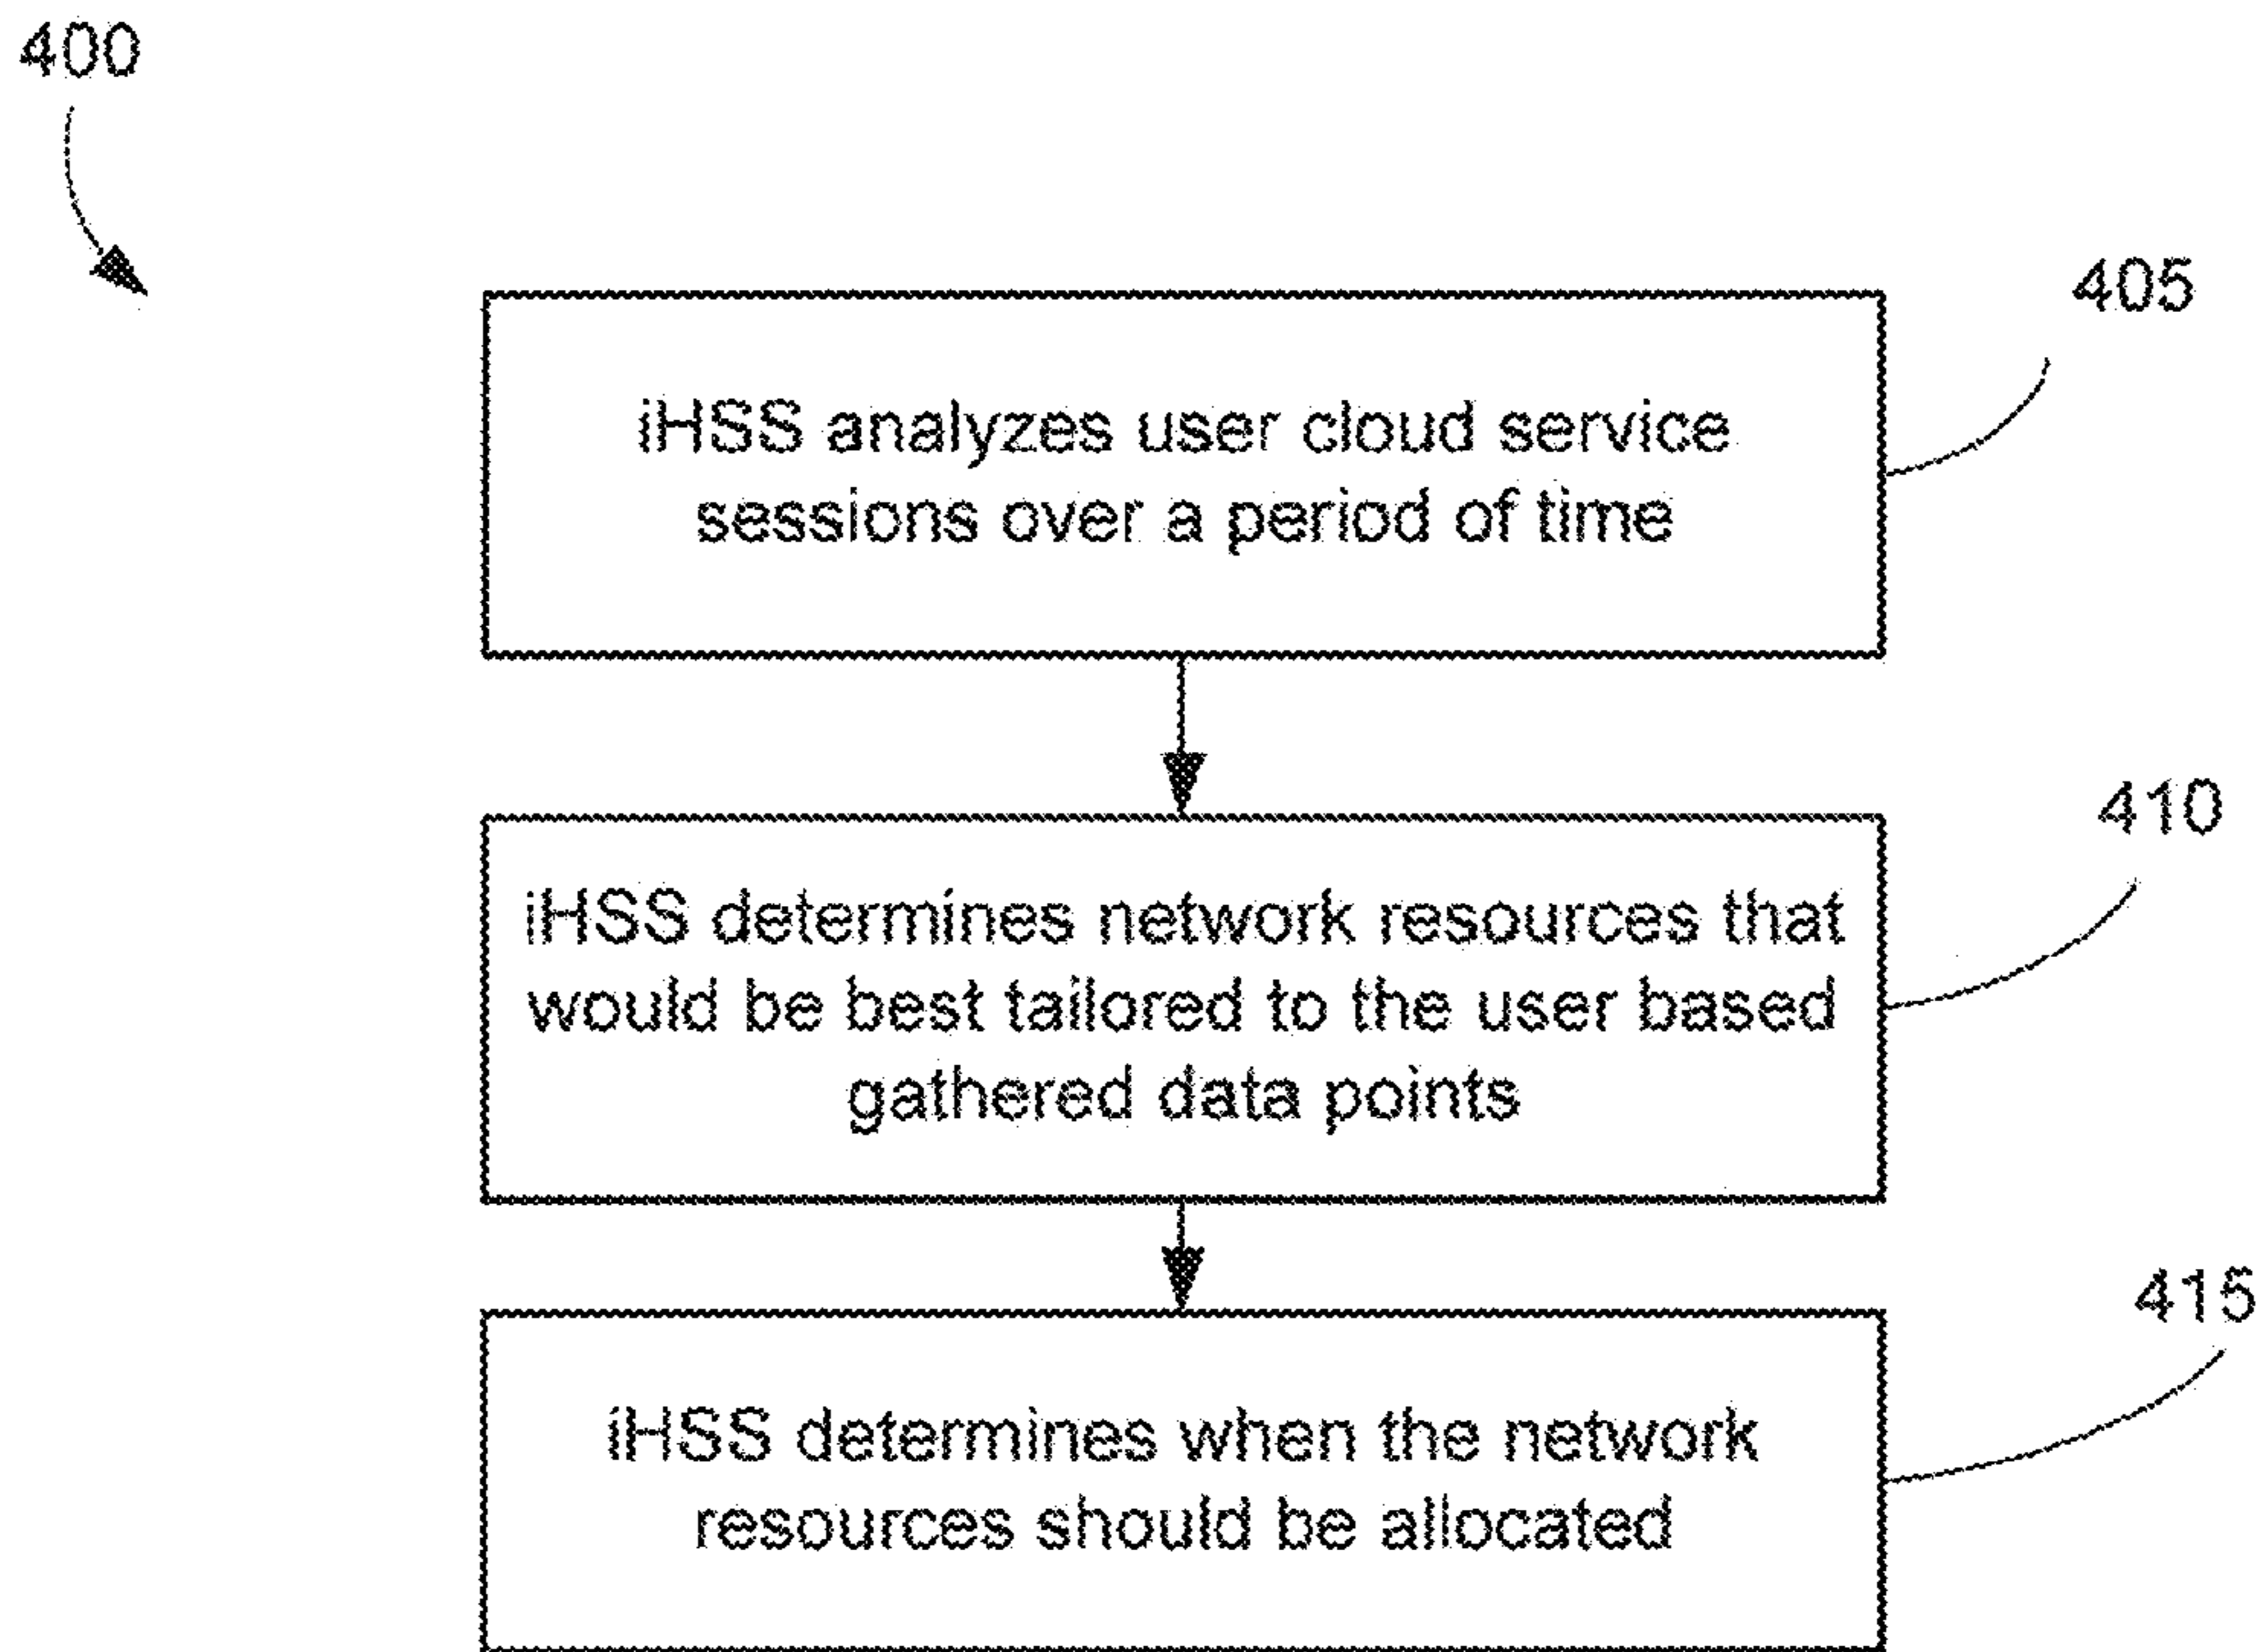 400
405
iHSS analyzes user cloud service
sessions over a period of time
410
iHSS determines network resources that
would be best tailored to the user based
gathered data points
415
iHSS determines when the network
resources should be allocated